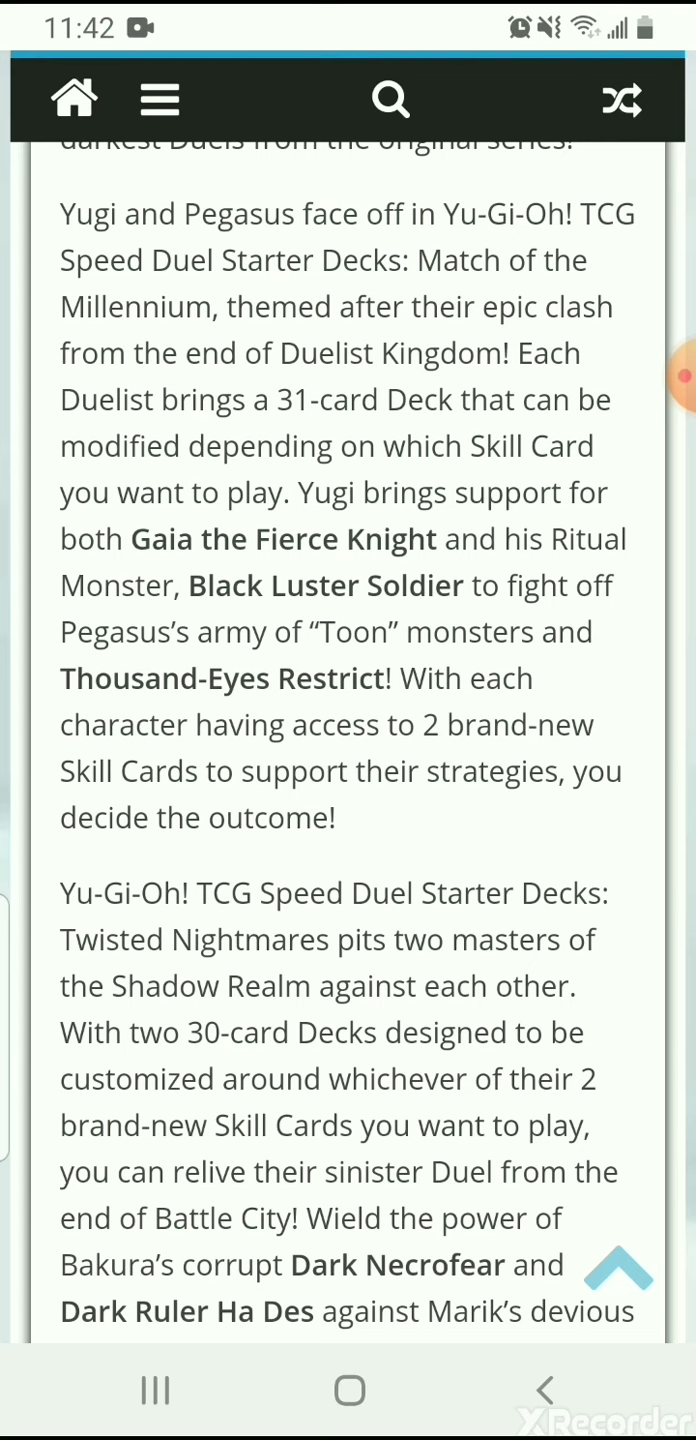 11:42
darkest Duels from the original series!
Yugi and Pegasus face off in Yu-Gi-Oh! TCG
Speed Duel Starter Decks: Match of the
Millennium, themed after their epic clash
from the end of Duelist Kingdom! Each
Duelist brings a 31-card Deck that can be
modified depending on which Skill Card
you want to play. Yugi brings support for
both Gaia the Fierce Knight and his Ritual
Monster, Black Luster Soldier to fight off
Pegasus’s army of “Toon” monsters and
Thousand-Eyes Restrict! With each
character having access to 2 brand-new
Skill Cards to support their strategies, you
decide the outcome!
Yu-Gi-Oh! TCG Speed Duel Starter Decks:
Twisted Nightmares pits two masters of
the Shadow Realm against each other.
With two 30-card Decks designed to be
customized around whichever of their 2
brand-new Skill Cards you want to play,
you can relive their sinister Duel from the
end of Battle City! Wield the power of
Bakura’s corrupt Dark Necrofear and
Dark Ruler Ha Des against Marik’s devious
XRecorder